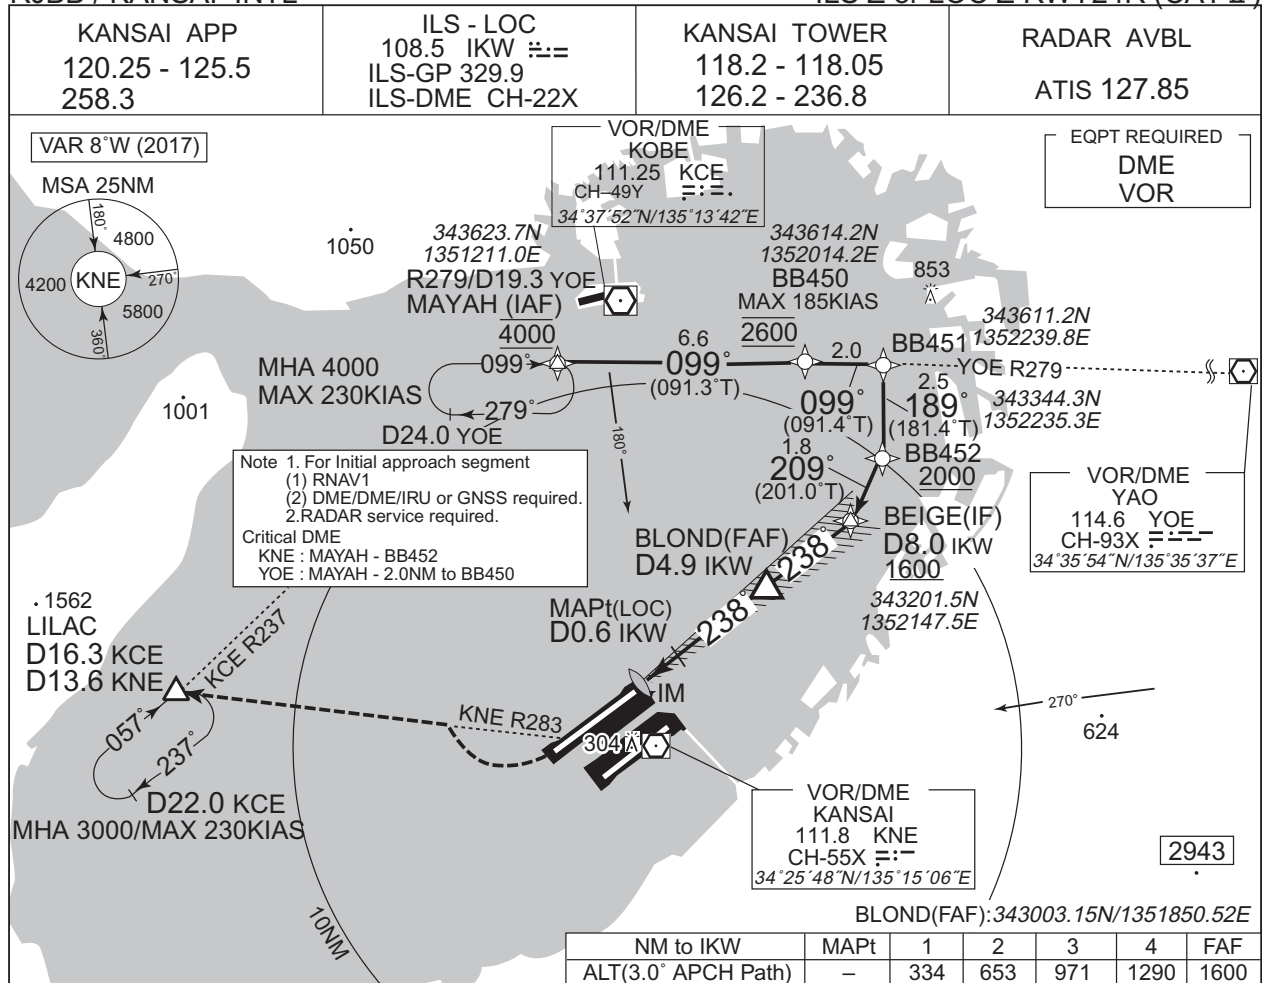 RJBB / KANSAI INTL
ILS Z or LOC Z RWY24R (CAT II)
KANSAI APP
120.25 - 125.5
258.3
ILS - LOC
108.5 IKW
ILS-GP 329.9
ILS-DME CH-22X
KANSAI TOWER
118.2 - 118.05
126.2 - 236.8
RADAR AVBL
ATIS 127.85
VAR 8°W (2017)
MSA 25NM
180°
4800
4200
KNE
270°
5800
360°
1050
VOR/DME
KOBE
111.25 KCE
CH-49Y
34°37´52˝N/135°13´42˝E
EQPT REQUIRED
DME
VOR
343623.7N
1351211.0E
R279/D19.3 YOE
MAYAH (IAF)
4000
343614.2N
1352014.2E
BB450
MAX 185KIAS
2600
853
343611.2N
1352239.8E
BB451
YOE R279
MHA 4000
MAX 230KIAS
099°
279°
D24.0 YOE
6.6
099°
(091.3°T)
2.0
099°
(091.4°T)
2.5
189°
(181.4°T)
343344.3N
1352235.3E
BB452
2000
1001
180°
1.8
209°
(201.0°T)
Note 1. For Initial approach segment
(1) RNAV1
(2) DME/DME/IRU or GNSS required.
2.RADAR service required.
Critical DME
KNE : MAYAH - BB452
YOE : MAYAH - 2.0NM to BB450
VOR/DME
YAO
114.6 YOE
CH-93X
34°35´54˝N/135°35´37˝E
BEIGE(IF)
D8.0 IKW
1600
343201.5N
1352147.5E
BLOND(FAF)
D4.9 IKW
238°
238°
MAPt(LOC)
D0.6 IKW
IM
1562
LILAC
D16.3 KCE
D13.6 KNE
KCE R237
KNE R283
057°
237°
D22.0 KCE
MHA 3000/MAX 230KIAS
304
270°
624
VOR/DME
KANSAI
111.8 KNE
CH-55X
34°25´48˝N/135°15´06˝E
2943
10NM
BLOND(FAF):343003.15N/1351850.52E
NM to IKW MAPt 1 2 3 4 FAF
ALT(3.0° APCH Path) – 334 653 971 1290 1600